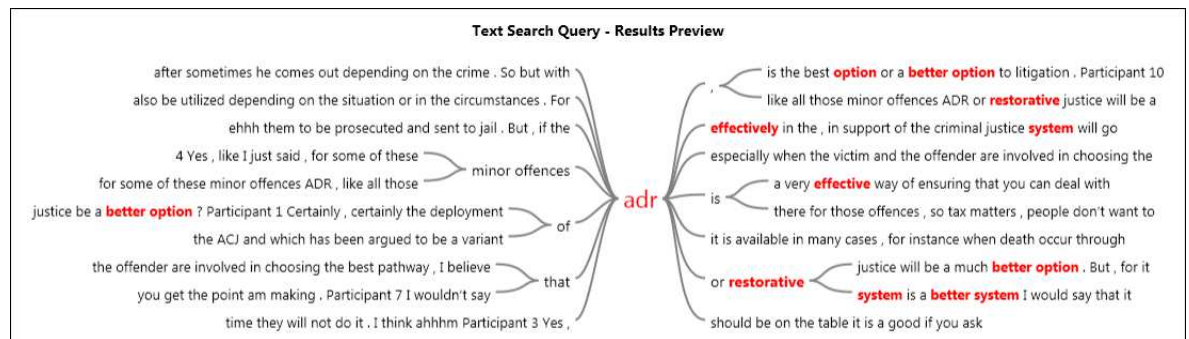 Text Search Query - Results Preview
after sometimes he comes out depending on the crime . So but with
also be utilized depending on the situation or in the circumstances . For
ehhh them to be prosecuted and sent to jail . But , if the
4 Yes , like I just said , for some of these
for some of these minor offences ADR , like all those
minor offences
justice be a better option ? Participant 1 Certainly , certainly the deployment
the ACJ and which has been argued to be a variant
of
the offender are involved in choosing the best pathway , I believe
you get the point am making . Participant 7 I wouldn't say
that
time they will not do it . I think ahhhm Participant 3 Yes ,
adr
,
is the best option or a better option to litigation . Participant 10
like all those minor offences ADR or restorative justice will be a
effectively in the , in support of the criminal justice system will go
especially when the victim and the offender are involved in choosing the
is
a very effective way of ensuring that you can deal with
there for those offences , so tax matters , people don't want to
it is available in many cases , for instance when death occur through
or restorative
justice will be a much better option . But , for it
system is a better system I would say that it
should be on the table it is a good if you ask